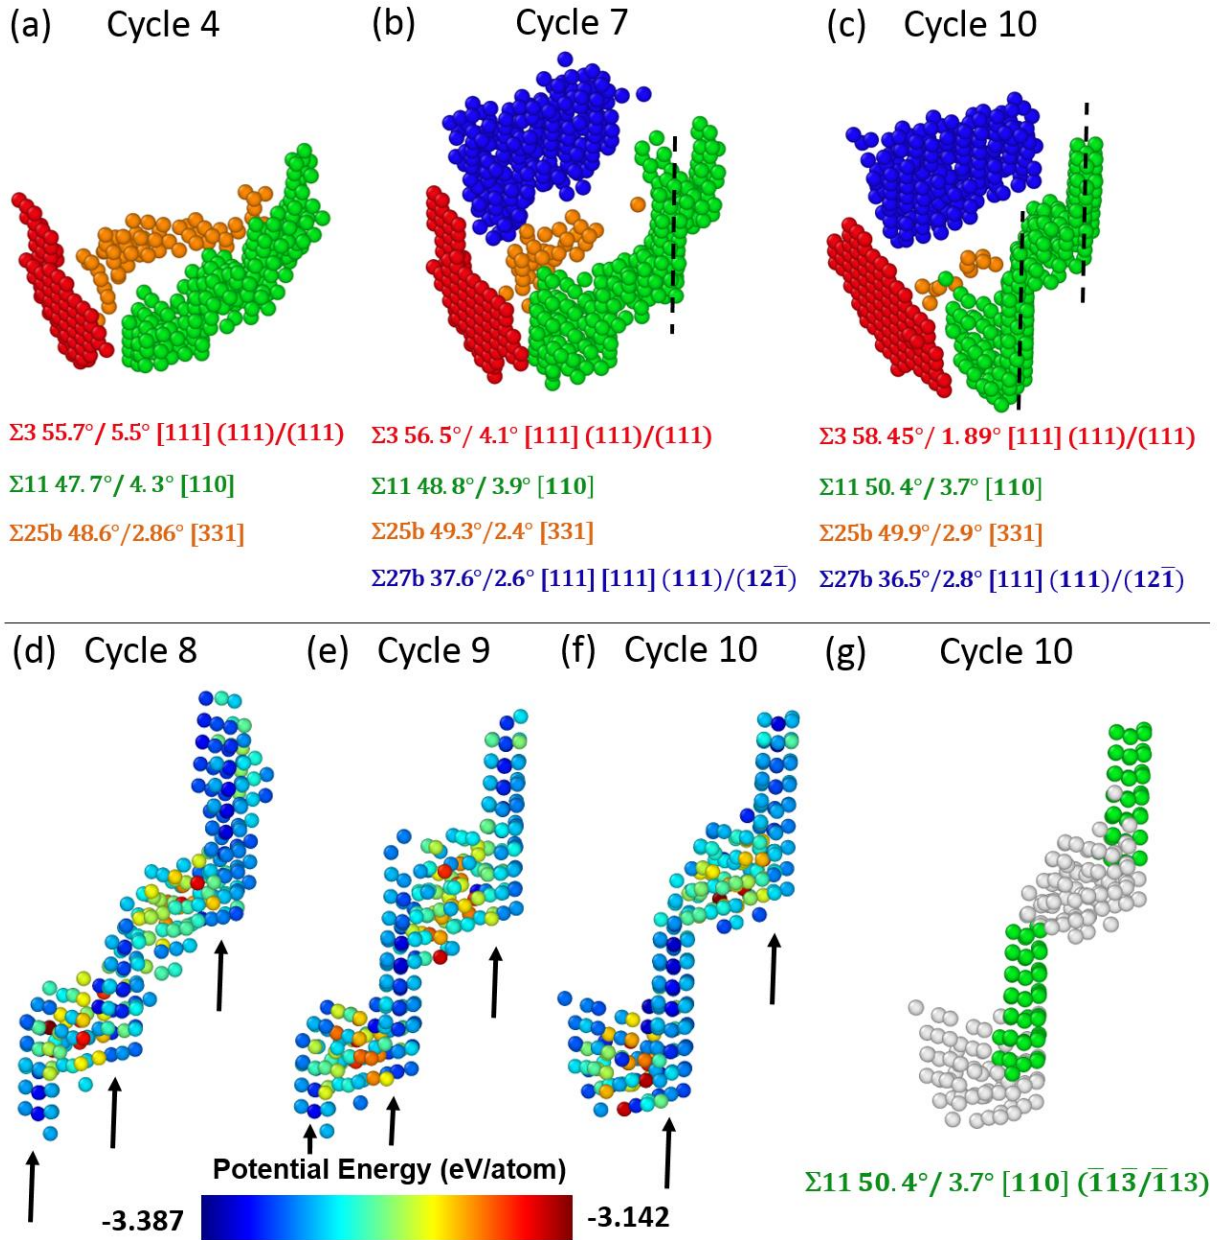 (a) Cycle 4
(b) Cycle 7
(c) Cycle 10
Σ3 55.7°/ 5.5° [111] (111)/(111)
Σ11 47.7°/ 4.3° [110]
Σ25b 48.6°/2.86° [331]
Σ3 56.5°/ 4.1° [111] (111)/(111)
Σ11 48.8°/3.9° [110]
Σ25b 49.3°/2.4° [331]
Σ27b 37.6°/2.6° [111] [111] (111)/(12̅1̅)
Σ3 58.45°/ 1.89° [111] (111)/(111)
Σ11 50.4°/3.7° [110]
Σ25b 49.9°/2.9° [331]
Σ27b 36.5°/2.8° [111] (111)/(12̅1̅)
(d) Cycle 8
(e) Cycle 9
(f) Cycle 10
(g) Cycle 10
Potential Energy (eV/atom)
-3.387
-3.142
Σ11 50.4°/ 3.7° [110] (1̅13̅/1̅13)